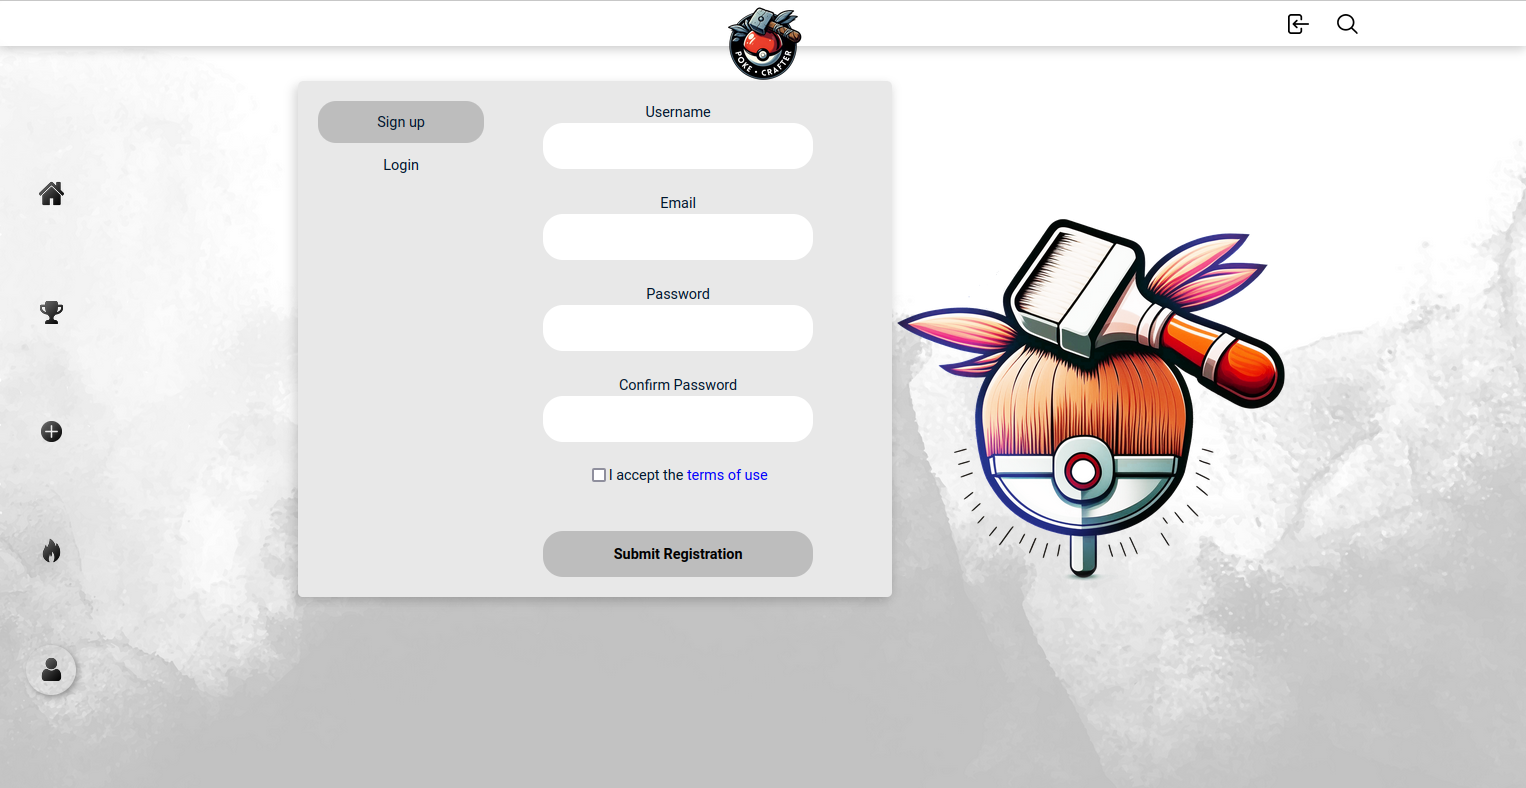 POKE • CRAFTER
Sign up
Login
Username
Email
Password
Confirm Password
I accept the terms of use
Submit Registration